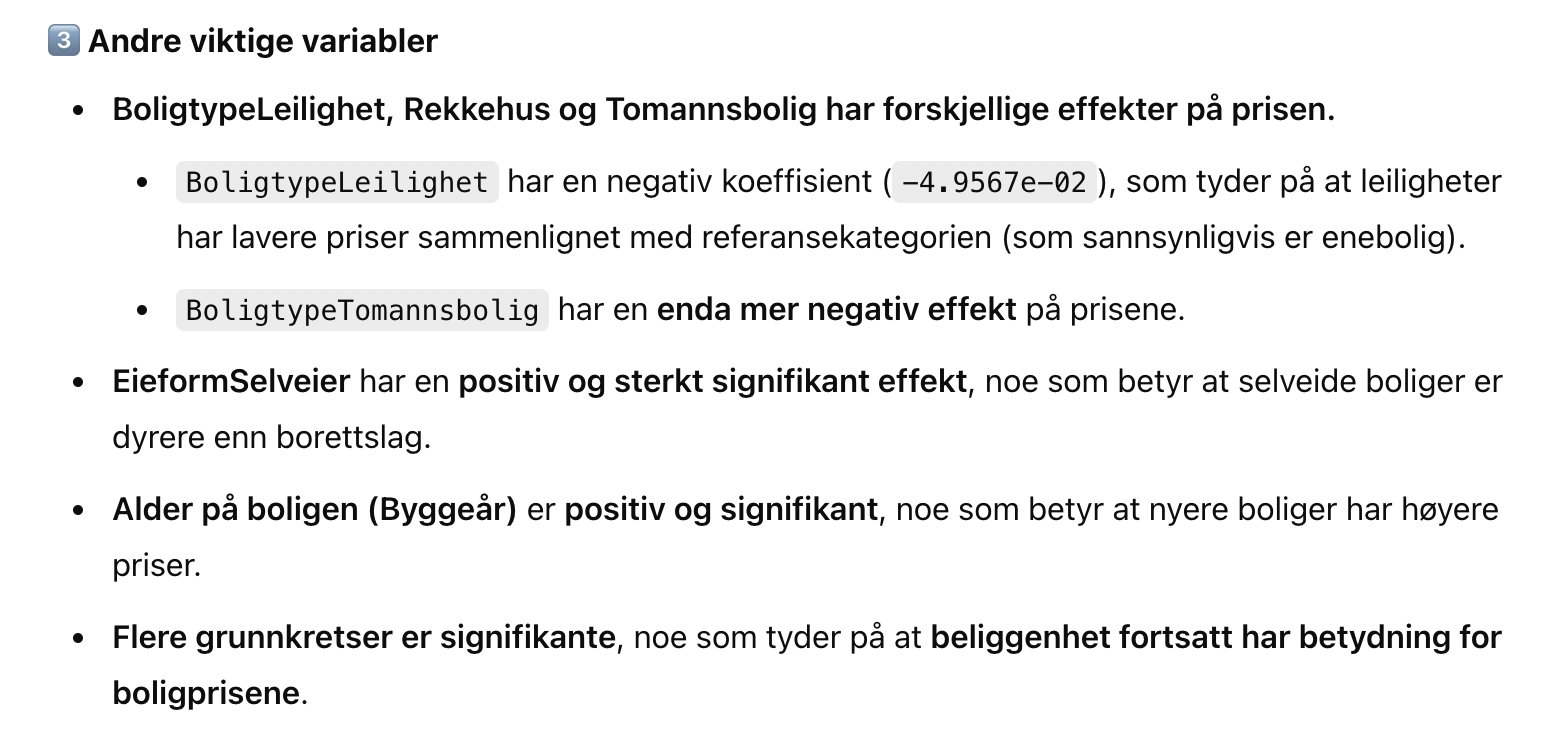 3 Andre viktige variabler
• BoligtypeLeilighet, Rekkehus og Tomannsbolig har forskjellige effekter på prisen.
• BoligtypeLeilighet har en negativ koeffisient (-4.9567e-02), som tyder på at leiligheter
har lavere priser sammenlignet med referansekategorien (som sannsynligvis er enebolig).
• BoligtypeTomannsbolig har en enda mer negativ effekt på prisene.
• EieformSelveier har en positiv og sterkt signifikant effekt, noe som betyr at selveide boliger er
dyrere enn borettslag.
• Alder på boligen (Byggeår) er positiv og signifikant, noe som betyr at nyere boliger har høyere
priser.
• Flere grunnkretser er signifikante, noe som tyder på at beliggenhet fortsatt har betydning for
boligprisene.